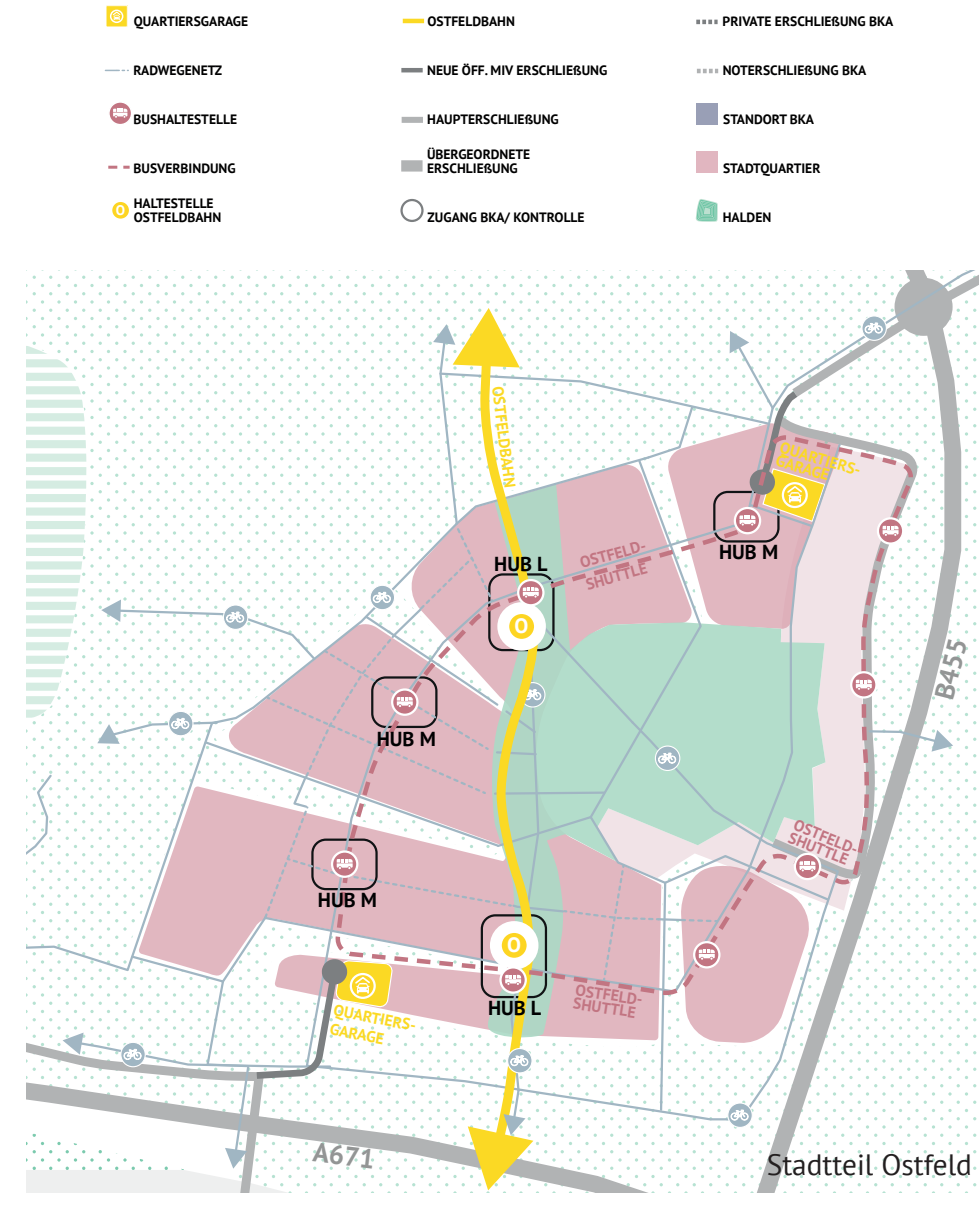 QUARTIERSGARAGE
OSTFELDBAHN
PRIVATE ERSCHLIEßUNG BKA
RADWEGENETZ
NEUE ÖFF. MIV ERSCHLIEßUNG
NOTERSCHLIEßUNG BKA
BUSHALTESTELLE
HAUPTERSCHLIEßUNG
STANDORT BKA
BUSVERBINDUNG
ÜBERGEORDNETE
ERSCHLIEßUNG
STADTQUARTIER
HALTESTELLE
OSTFELDBAHN
ZUGANG BKA/ KONTROLLE
HALDEN
OSTFELDBAHN
QUARTIERS-
GARAGE
HUB M
HUB L
OSTFELD-
SHUTTLE
O
B455
HUB M
OSTFELD-
SHUTTLE
HUB M
O
HUB L
OSTFELD-
SHUTTLE
QUARTIERS-
GARAGE
A671
Stadtteil Ostfeld